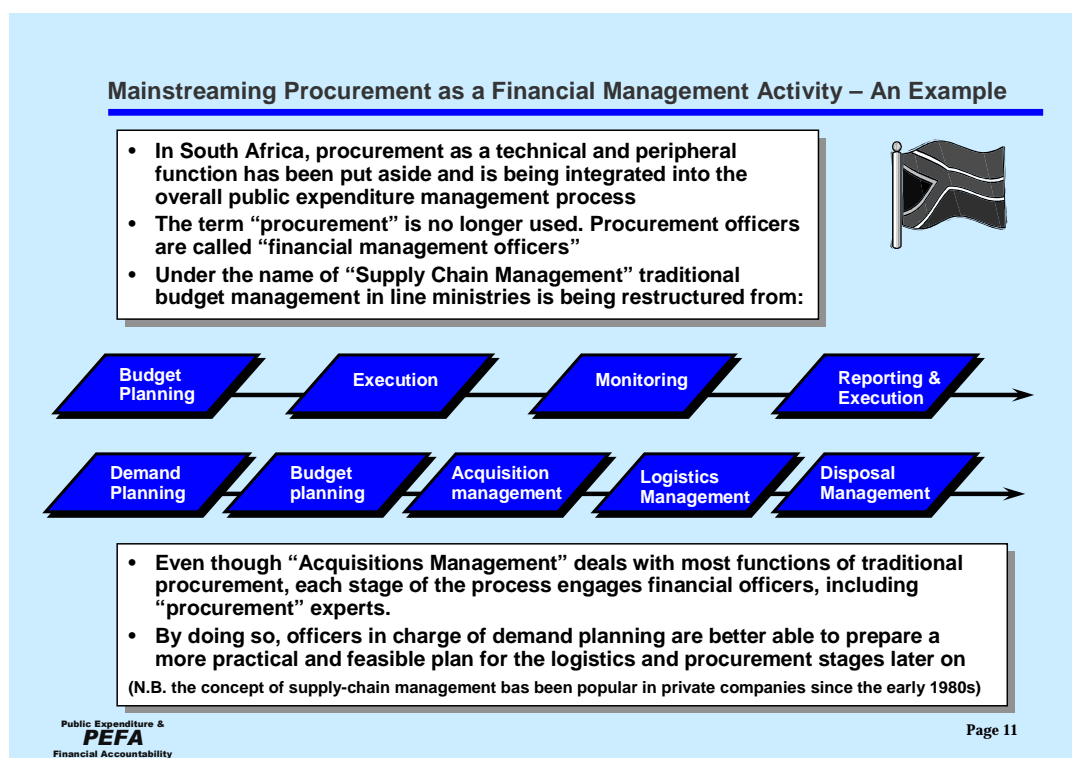 Mainstreaming Procurement as a Financial Management Activity – An Example
• In South Africa, procurement as a technical and peripheral
function has been put aside and is being integrated into the
overall public expenditure management process
• The term “procurement” is no longer used. Procurement officers
are called “financial management officers”
• Under the name of “Supply Chain Management” traditional
budget management in line ministries is being restructured from:
Budget
Planning
Execution
Monitoring
Reporting &
Execution
Demand
Planning
Budget
planning
Acquisition
management
Logistics
Management
Disposal
Management
• Even though “Acquisitions Management” deals with most functions of traditional
procurement, each stage of the process engages financial officers, including
“procurement” experts.
• By doing so, officers in charge of demand planning are better able to prepare a
more practical and feasible plan for the logistics and procurement stages later on
(N.B. the concept of supply-chain management bas been popular in private companies since the early 1980s)
Public Expenditure &
PEFA
Financial Accountability
Page 11